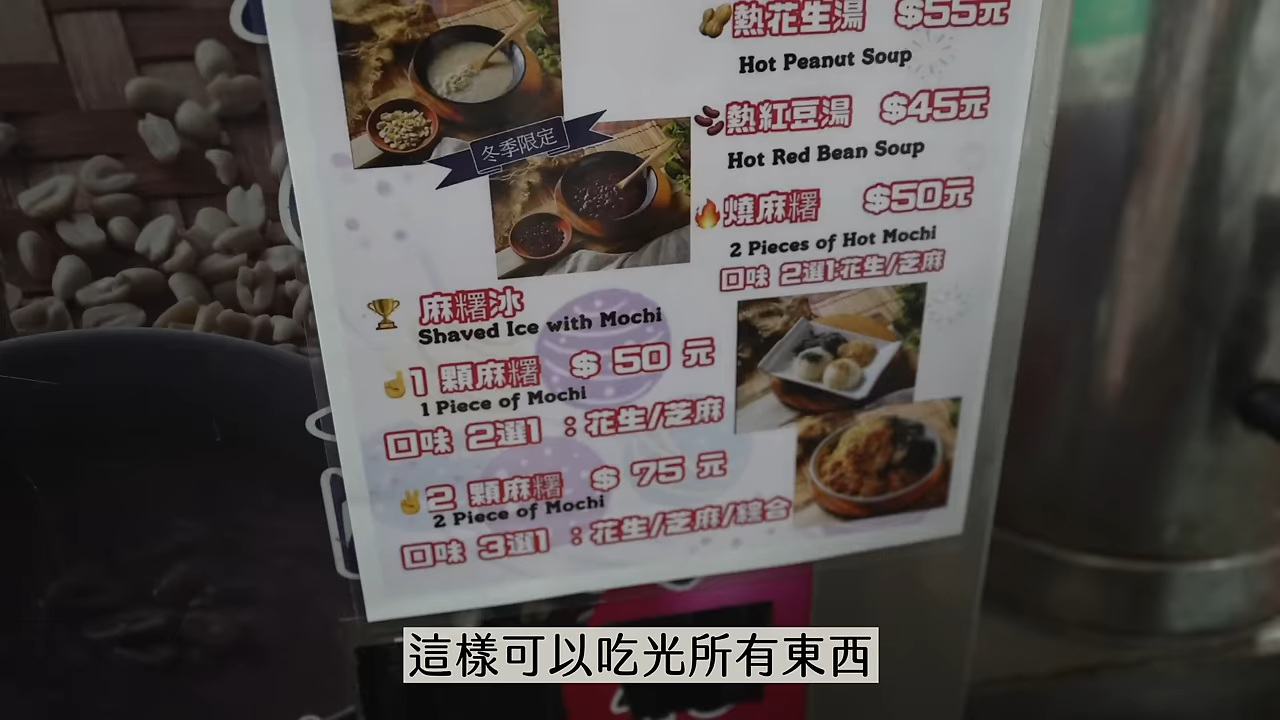 熱花生湯 $55元
Hot Peanut Soup
冬季限定
熱紅豆湯 $45元
Hot Red Bean Soup
燒麻糬 $50元
2 Pieces of Hot Mochi
口味 2選1:花生/芝麻
麻糬冰
Shaved Ice with Mochi
1 顆麻糬 $ 50 元
1 Piece of Mochi
口味 2選1 :花生/芝麻
2 顆麻糬 $ 75 元
2 Piece of Mochi
口味 3選1 :花生/芝麻/綜合
這樣可以吃光所有東西